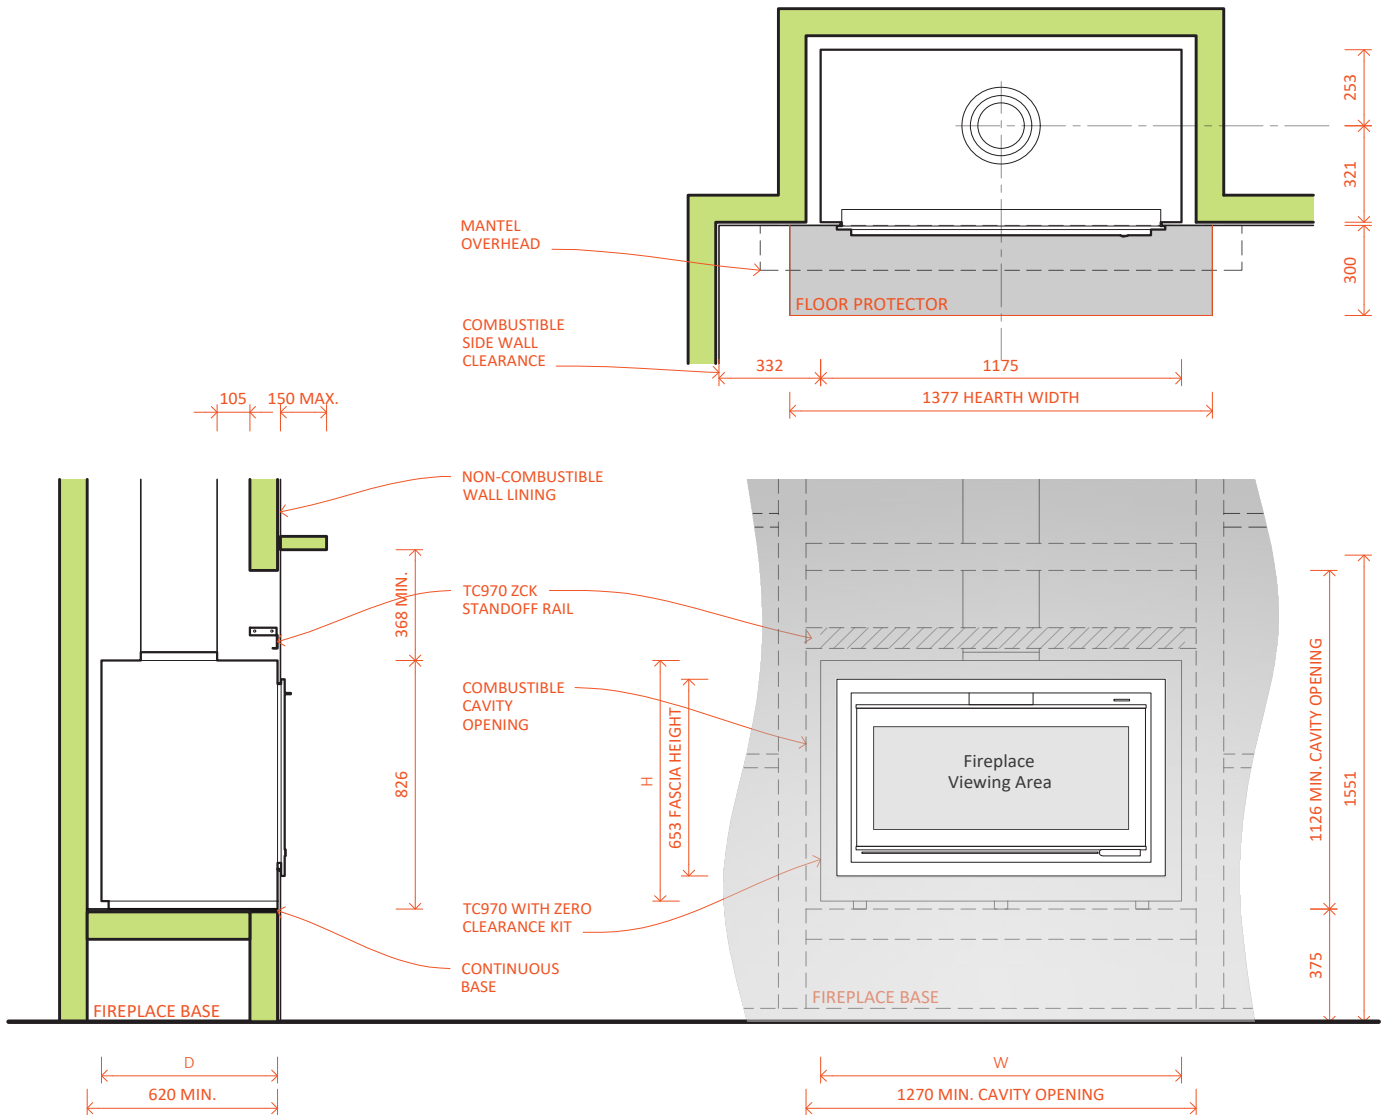 253
321
300
MANTEL
OVERHEAD
FLOOR PROTECTOR
COMBUSTIBLE
SIDE WALL
CLEARANCE
332
1175
1377 HEARTH WIDTH
105
150 MAX.
NON-COMBUSTIBLE
WALL LINING
368 MIN.
TC970 ZCK
STANDOFF RAIL
COMBUSTIBLE
CAVITY
OPENING
826
H
653 FASCIA HEIGHT
Fireplace
Viewing Area
1126 MIN. CAVITY OPENING
1551
TC970 WITH ZERO
CLEARANCE KIT
CONTINUOUS
BASE
375
FIREPLACE BASE
FIREPLACE BASE
D
620 MIN.
W
1270 MIN. CAVITY OPENING